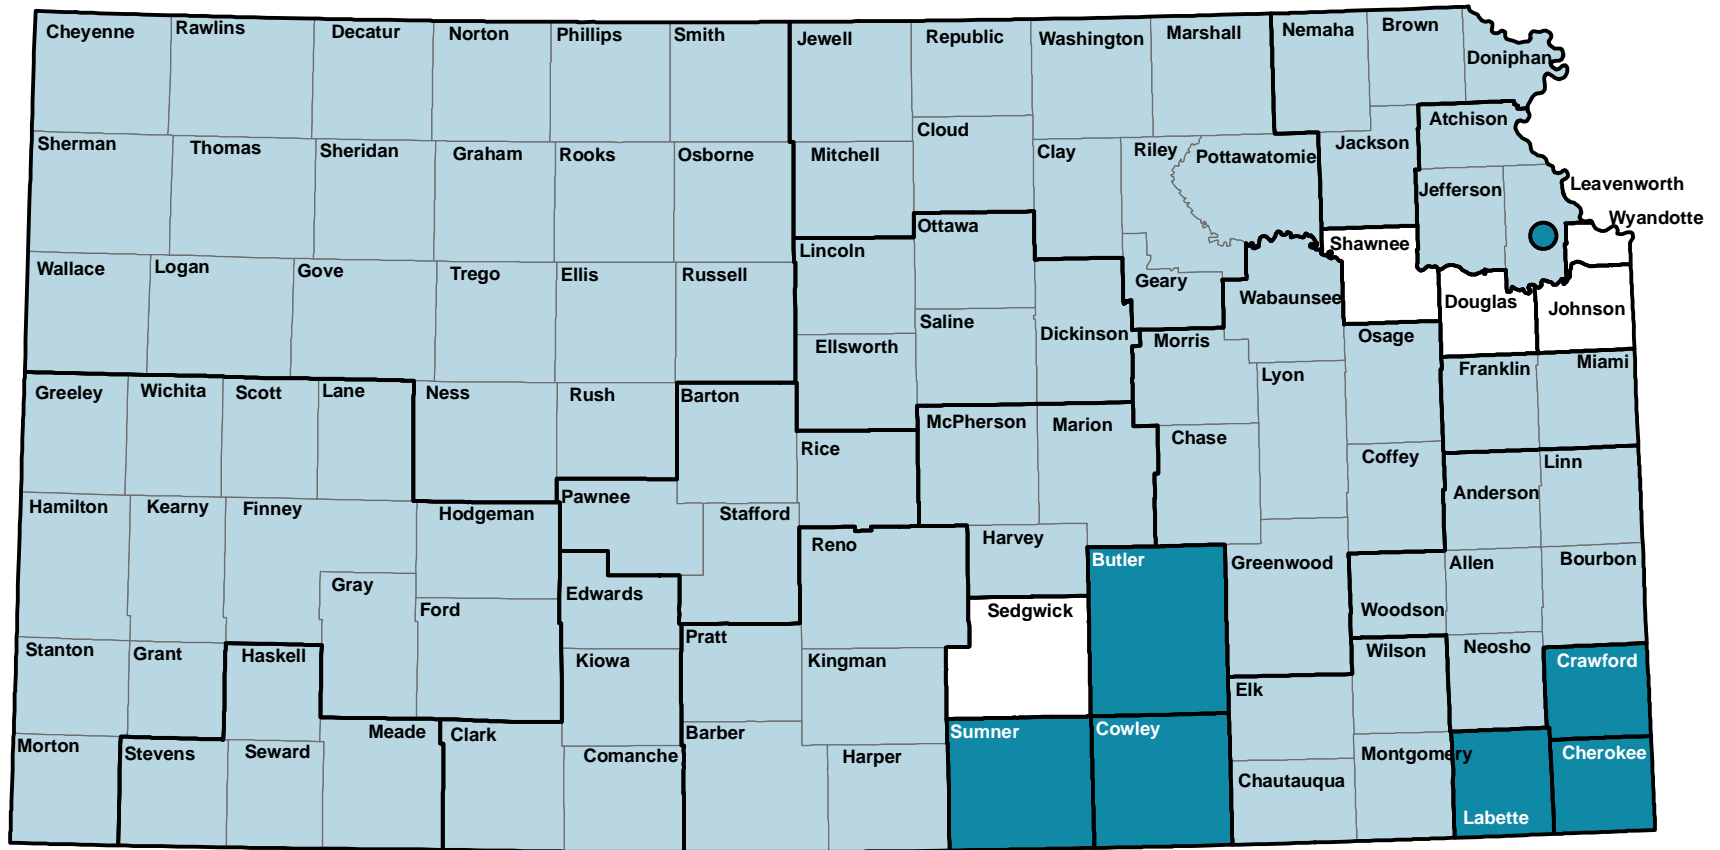 Cheyenne
Rawlins
Decatur
Norton
Phillips
Smith
Jewell
Republic
Washington
Marshall
Nemaha
Brown
Doniphan
Sherman
Thomas
Sheridan
Graham
Rooks
Osborne
Mitchell
Cloud
Clay
Riley
Pottawatomie
Jackson
Atchison
Jefferson
Leavenworth
Wyandotte
Wallace
Logan
Gove
Trego
Ellis
Russell
Lincoln
Ottawa
Saline
Dickinson
Geary
Wabaunsee
Shawnee
Douglas
Johnson
Ellsworth
Morris
Osage
Franklin
Miami
Greeley
Wichita
Scott
Lane
Ness
Rush
Barton
Rice
McPherson
Marion
Chase
Lyon
Coffey
Anderson
Linn
Hamilton
Kearny
Finney
Hodgeman
Pawnee
Stafford
Reno
Harvey
Butler
Greenwood
Woodson
Allen
Bourbon
Gray
Ford
Edwards
Sedgwick
Stanton
Grant
Haskell
Kiowa
Pratt
Kingman
Elk
Wilson
Neosho
Crawford
Morton
Stevens
Seward
Meade
Clark
Comanche
Barber
Harper
Sumner
Cowley
Chautauqua
Montgomery
Labette
Cherokee